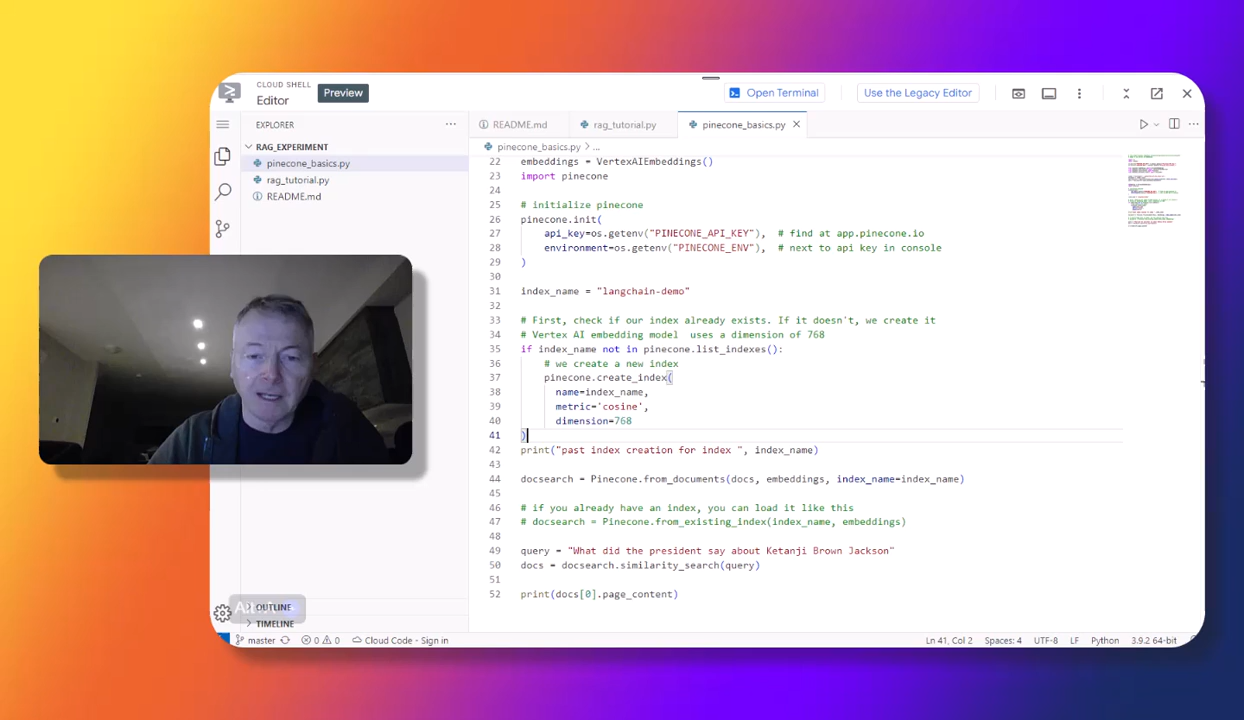 CLOUD SHELL
Editor
Preview
Open Terminal
Use the Legacy Editor
EXPLORER
RAG_EXPERIMENT
pinecone_basics.py
rag_tutorial.py
README.md
OUTLINE
TIMELINE
README.md
rag_tutorial.py
pinecone_basics.py
pinecone_basics.py > ...
22 embeddings = VertexAIEmbeddings()
23 import pinecone
24
25 # initialize pinecone
26 pinecone.init(
27     api_key=os.getenv("PINECONE_API_KEY"),  # find at app.pinecone.io
28     environment=os.getenv("PINECONE_ENV"),  # next to api key in console
29 )
30
31 index_name = "langchain-demo"
32
33 # First, check if our index already exists. If it doesn't, we create it
34 # Vertex AI embedding model  uses a dimension of 768
35 if index_name not in pinecone.list_indexes():
36     # we create a new index
37     pinecone.create_index(
38       name=index_name,
39       metric='cosine',
40       dimension=768
41 )
42 print("past index creation for index ", index_name)
43
44 docsearch = Pinecone.from_documents(docs, embeddings, index_name=index_name)
45
46 # if you already have an index, you can load it like this
47 # docsearch = Pinecone.from_existing_index(index_name, embeddings)
48
49 query = "What did the president say about Ketanji Brown Jackson"
50 docs = docsearch.similarity_search(query)
51
52 print(docs[0].page_content)
master
0 0
Cloud Code - Sign in
Ln 41, Col 2
Spaces: 4
UTF-8
LF
Python
3.9.2 64-bit